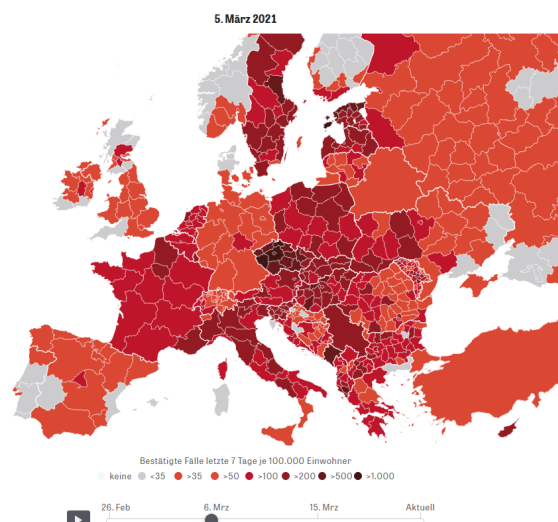 5. März 2021
Bestätigte Fälle letzte 7 Tage je 100.000 Einwohner
keine <35 >35 >50 >100 >200 >500 >1.000
26. Feb 6. Mrz 15. Mrz Aktuell